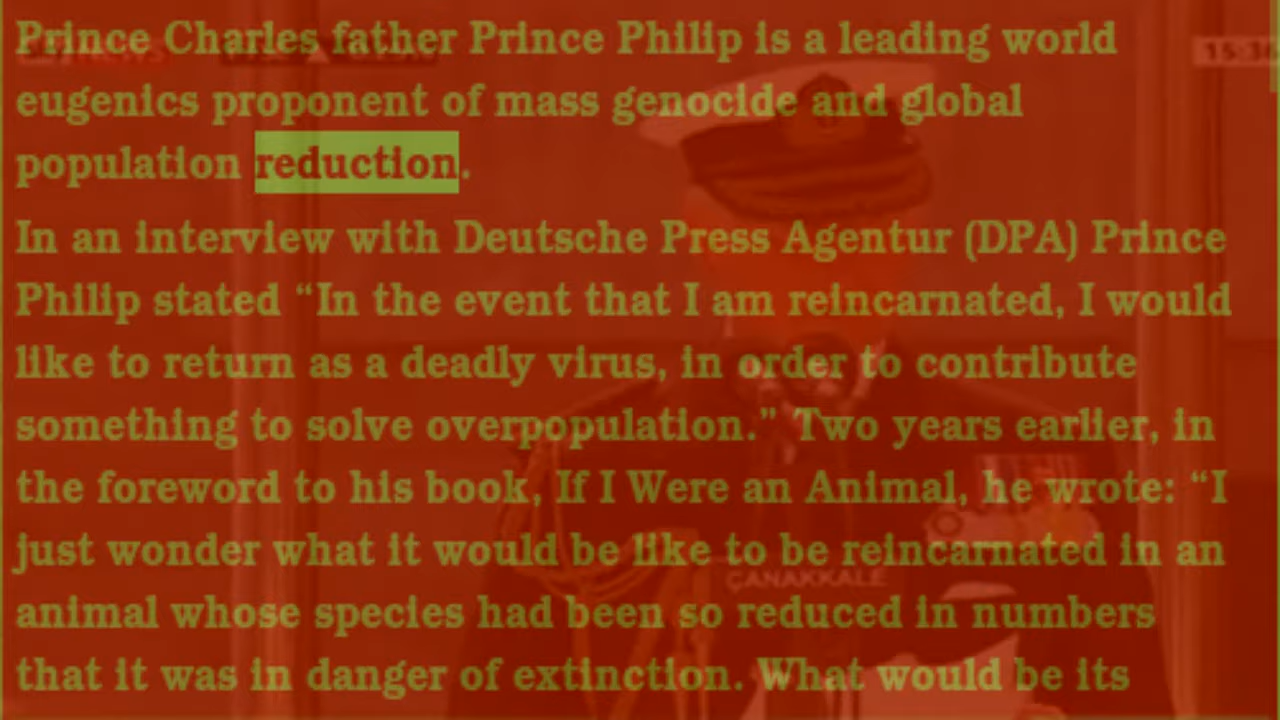 Prince Charles father Prince Philip is a leading world
eugenics proponent of mass genocide and global
population reduction.
In an interview with Deutsche Press Agentur (DPA) Prince
Philip stated “In the event that I am reincarnated, I would
like to return as a deadly virus, in order to contribute
something to solve overpopulation.” Two years earlier, in
the foreword to his book, If I Were an Animal, he wrote: “I
just wonder what it would be like to be reincarnated in an
animal whose species had been so reduced in numbers
that it was in danger of extinction. What would be its
ÇANAKKALE